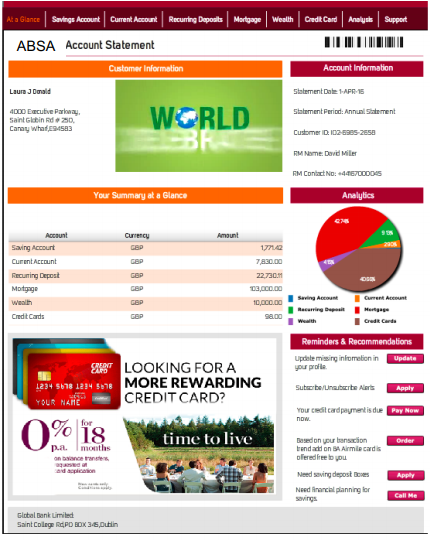 At a Glance Savings Account Current Account Recurring Deposits Mortgage Wealth Credit Card Analysis Support
ABSA Account Statement
Customer Information
Laura J Donald
4000 Executive Parkway,
Saint Globin Rd # 250,
Canary Wharf,E94583
WORLD
Account Information
Statement Date: 1-APR-16
Statement Period: Annual Statement
Customer ID: IO2-6985-2658
RM Name: David Miller
RM Contact No: +44167000045
Your Summary at a Glance
Account Currency Amount
Saving Account GBP 1,771.42
Current Account GBP 7,830.00
Recurring Deposit GBP 22,730.11
Mortgage GBP 103,000.00
Wealth GBP 10,000.00
Credit Cards GBP 98.00
Analytics
Saving Account Current Account
Recurring Deposit Mortgage
Wealth Credit Cards
CREDIT
CARD
1234 5678 1234 5678
YOUR NAME
LOOKING FOR A
MORE REWARDING
CREDIT CARD?
0% p.a. for 18 months
on balance transfers,
requested at
card application
time to live
Reminders & Recommendations
Update missing information in
your profile.
Update
Subscribe/Unsubscribe Alerts
Apply
Your credit card payment is due
now.
Pay Now
Based on your transaction
trend add on BA Airmile card is
offered free to you.
Order
Need saving deposit Boxes
Apply
Need financial planning for
savings.
Call Me
Global Bank Limited:
Saint College Rd,PO BOX 345,Dublin